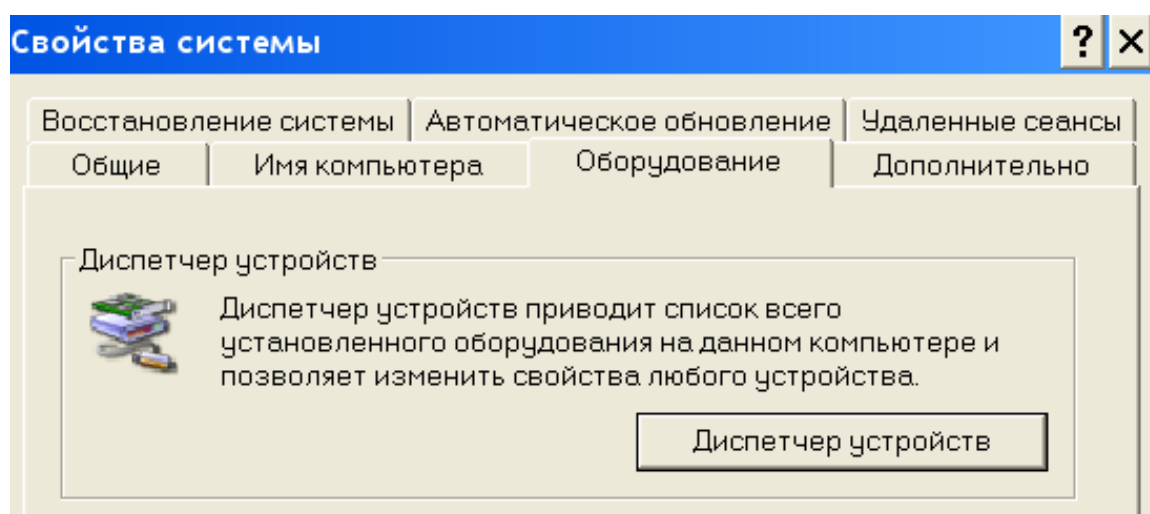 Свойства системы
? ×
Восстановление системы Автоматическое обновление Удаленные сеансы
Общие Имя компьютера Оборудование Дополнительно
Диспетчер устройств
Диспетчер устройств приводит список всего
установленного оборудования на данном компьютере и
позволяет изменить свойства любого устройства.
Диспетчер устройств